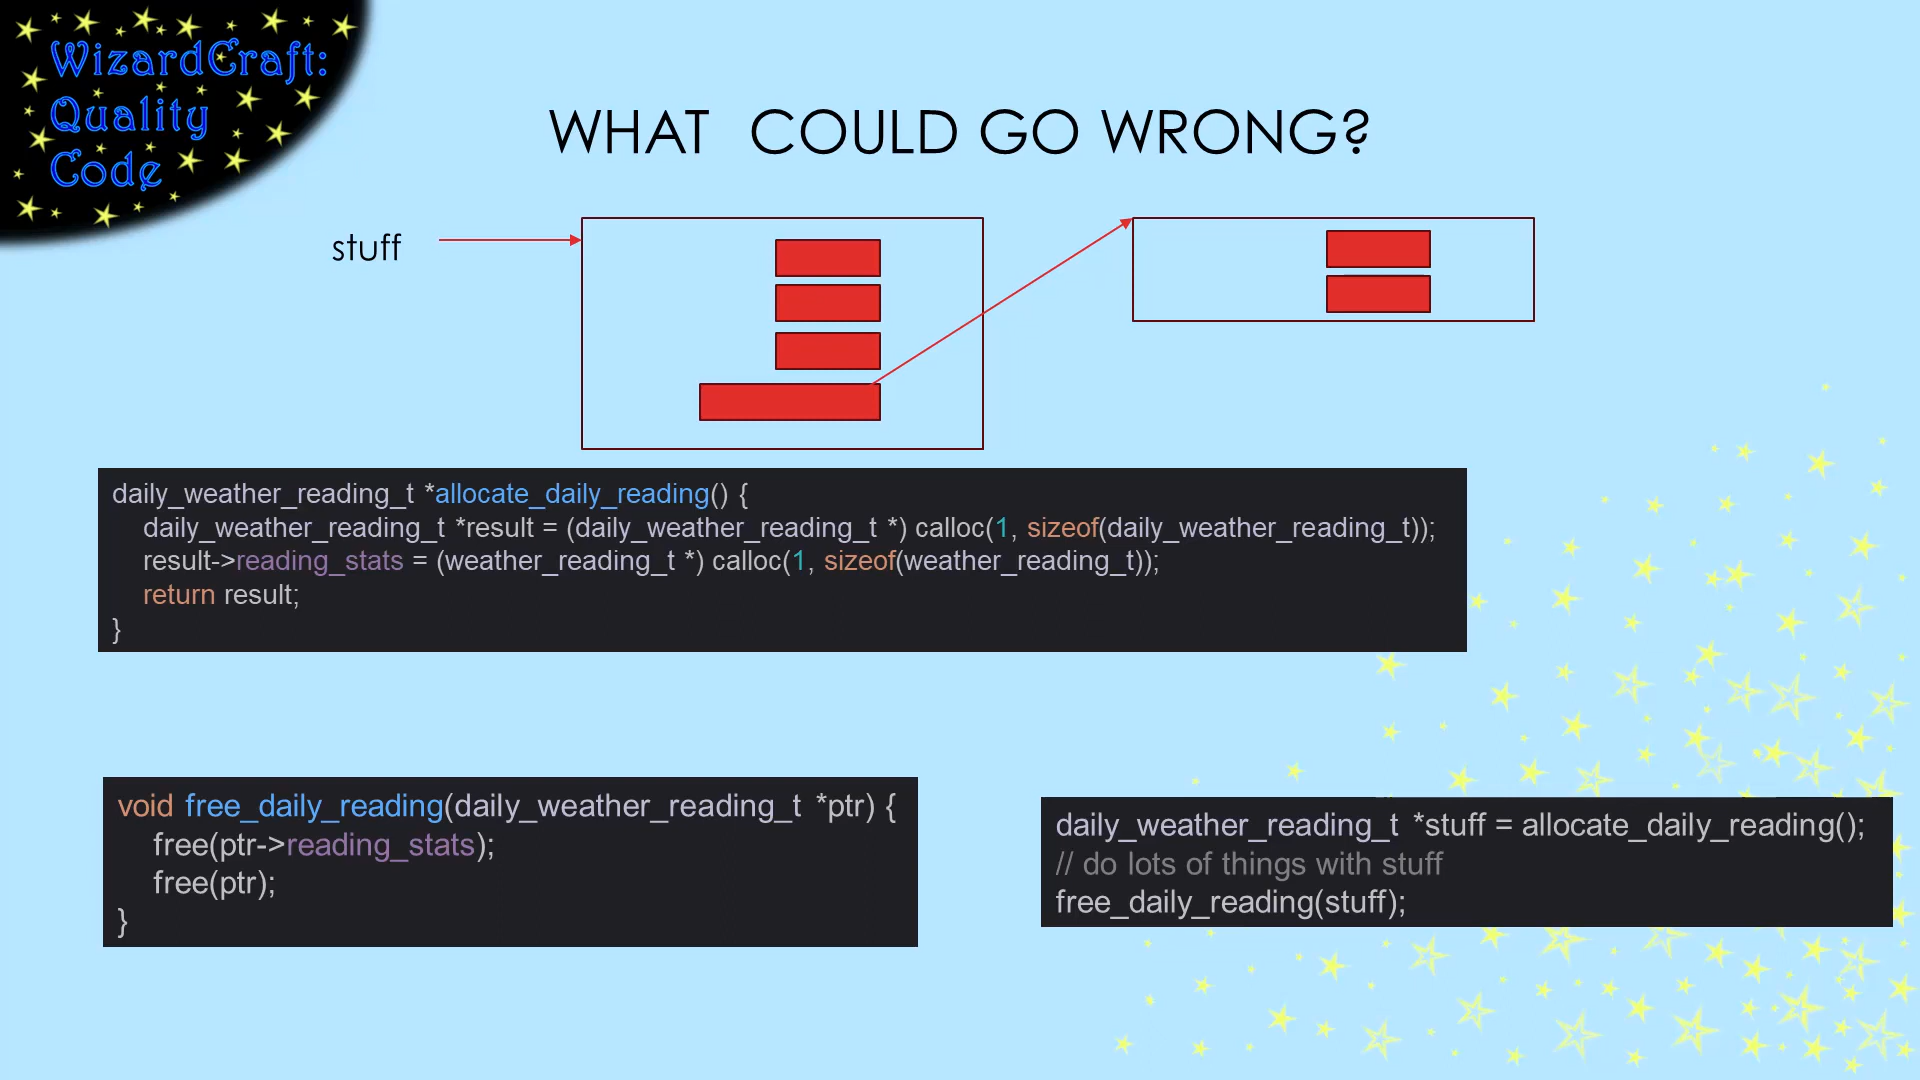 WizardCraft:
Quality
Code
WHAT  COULD GO WRONG?
stuff
daily_weather_reading_t *allocate_daily_reading() {
    daily_weather_reading_t *result = (daily_weather_reading_t *) calloc(1, sizeof(daily_weather_reading_t));
    result->reading_stats = (weather_reading_t *) calloc(1, sizeof(weather_reading_t));
    return result;
}
void free_daily_reading(daily_weather_reading_t *ptr) {
    free(ptr->reading_stats);
    free(ptr);
}
daily_weather_reading_t *stuff = allocate_daily_reading();
// do lots of things with stuff
free_daily_reading(stuff);